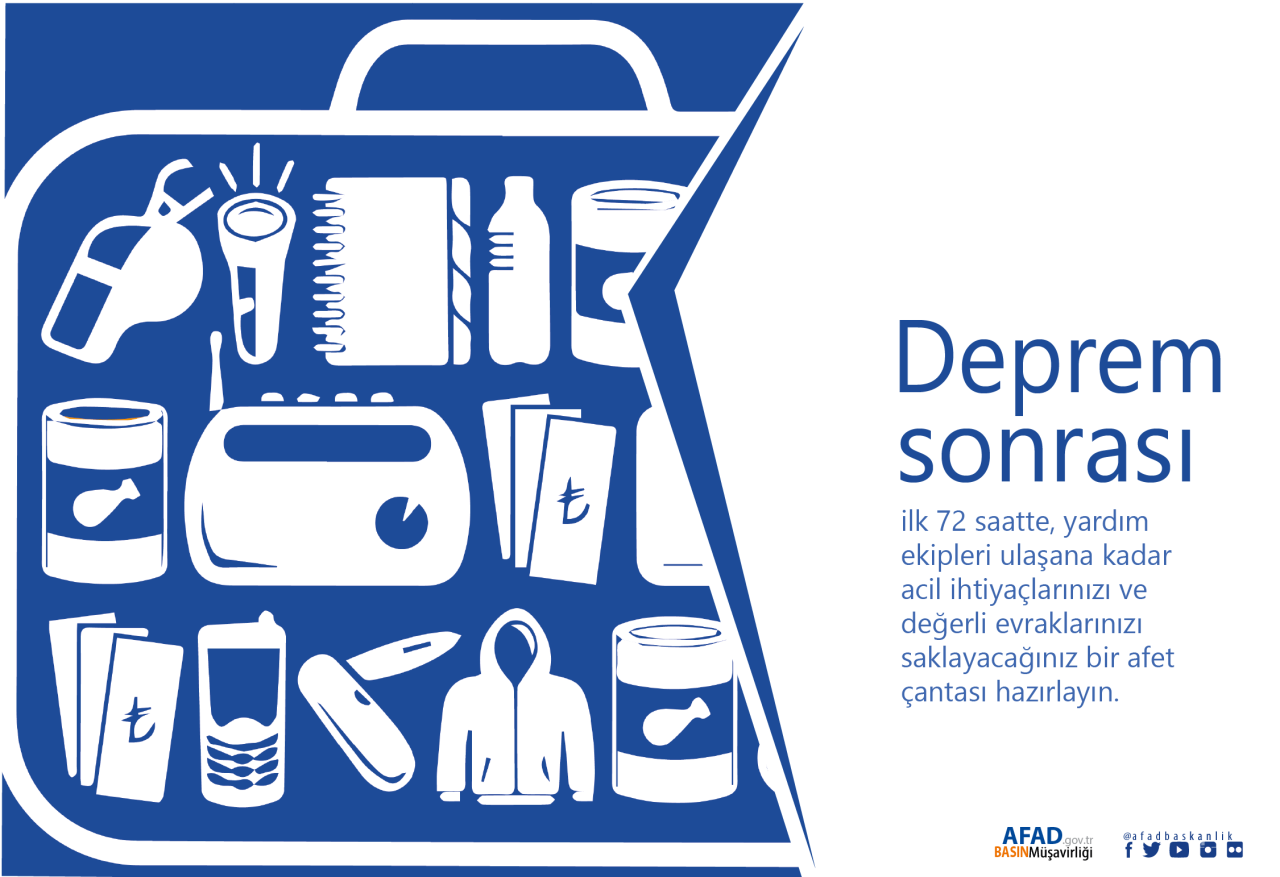 Deprem
sonrası
ilk 72 saatte, yardım
ekipleri ulaşana kadar
acil ihtiyaçlarınızı ve
değerli evraklarınızı
saklayacağınız bir afet
çantası hazırlayın.
AFAD.gov.tr
BASINMüşavirliği
@afadbaskanlik